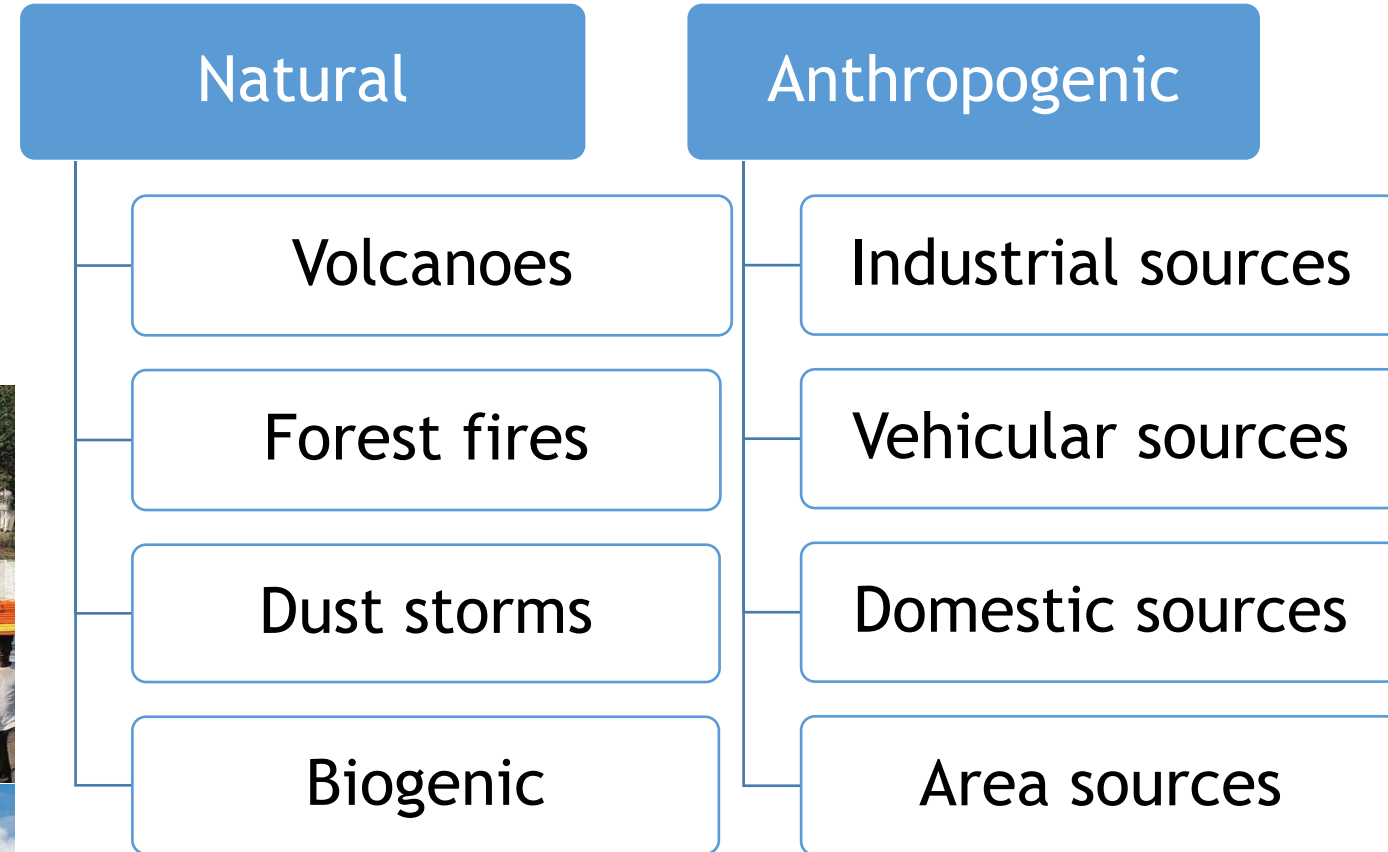 Natural
Volcanoes
Forest fires
Dust storms
Biogenic
Anthropogenic
Industrial sources
Vehicular sources
Domestic sources
Area sources